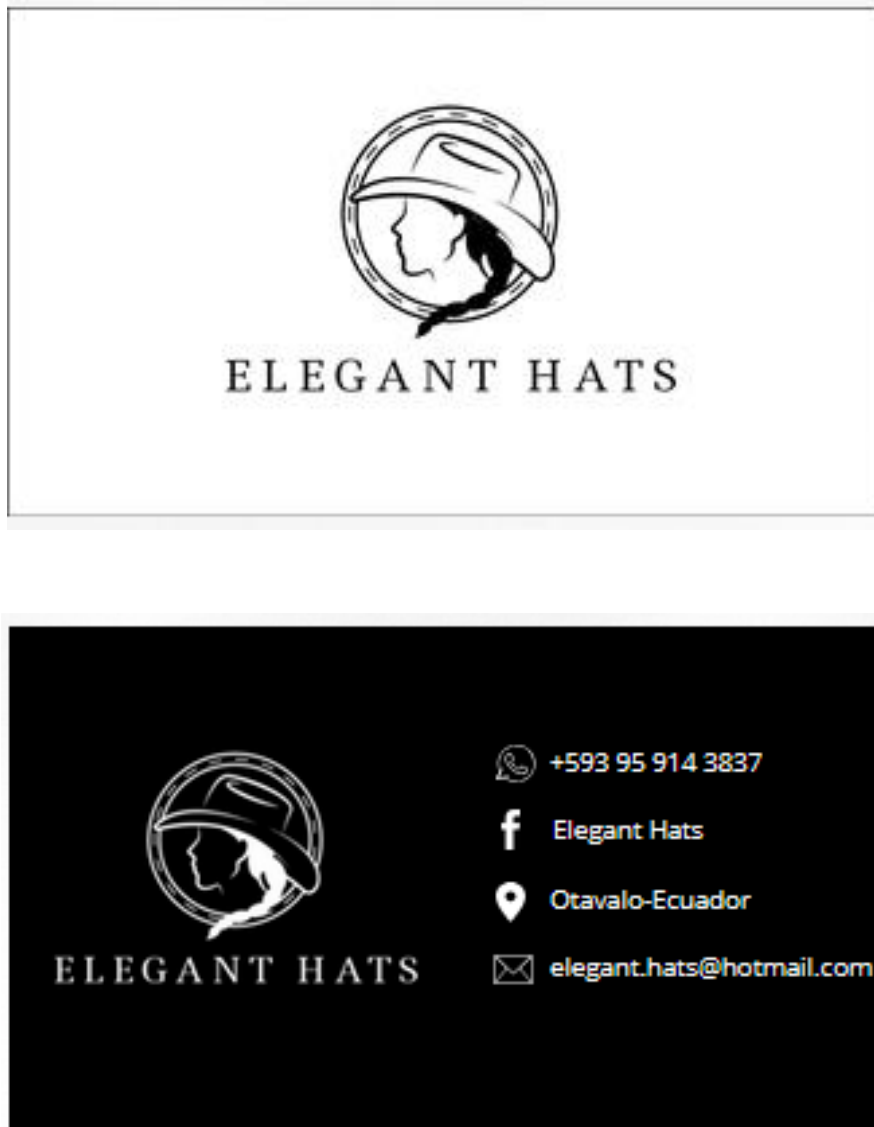 ELEGANT HATS
+593 95 914 3837
Elegant Hats
Otavalo-Ecuador
ELEGANT HATS
elegant.hats@hotmail.com